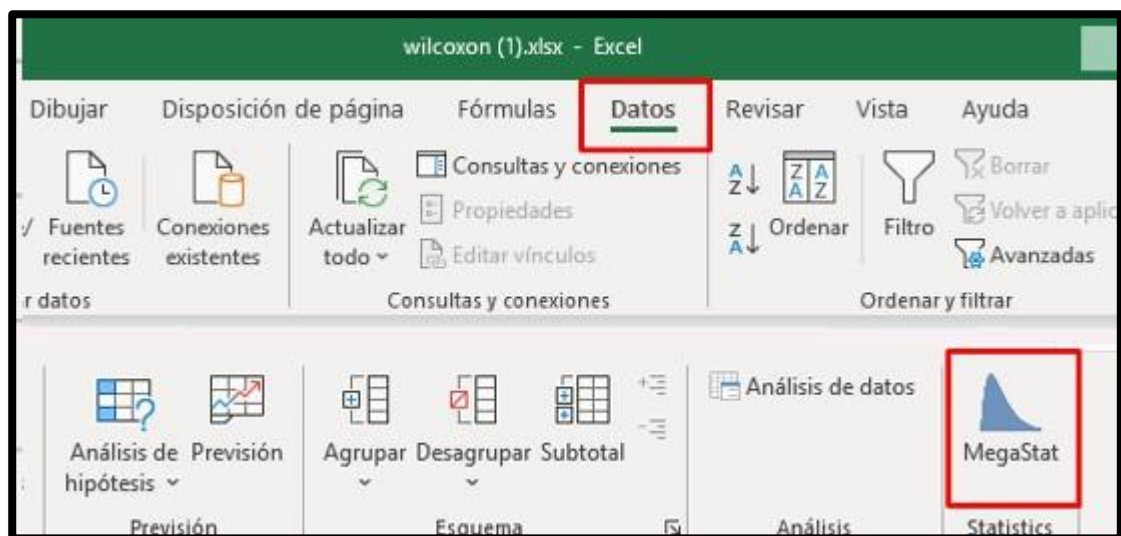 wilcoxon (1).xlsx - Excel
Dibujar Disposición de página Fórmulas Datos Revisar Vista Ayuda
Fuentes recientes
Conexiones existentes
Actualizar todo
Consultas y conexiones
Propiedades
Editar vínculos
Ordenar
Filtro
Borrar
Volver a aplic
Avanzadas
r datos
Consultas y conexiones
Ordenar y filtrar
Análisis de hipótesis
Previsión
Agrupar
Desagrupar
Subtotal
Análisis de datos
MegaStat
Previsión
Esquema
Análisis
Statistics